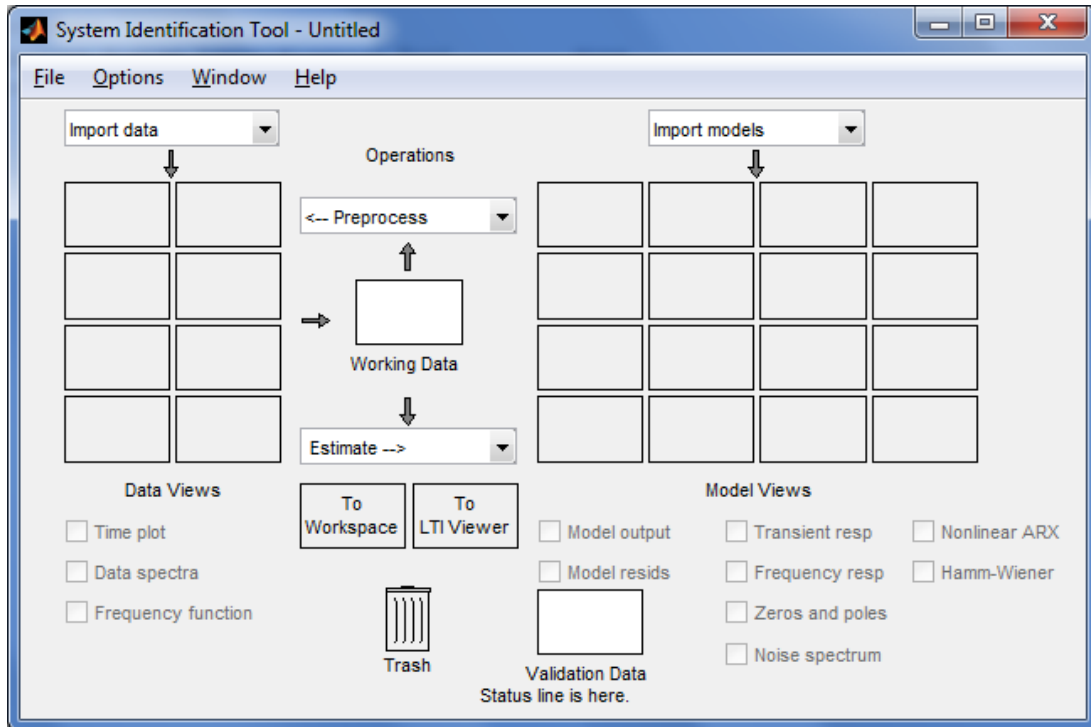 System Identification Tool - Untitled
File Options Window Help
Import data
Import models
Operations
<-- Preprocess
Working Data
Estimate -->
Data Views
Model Views
To
Workspace
To
LTI Viewer
Time plot
Data spectra
Frequency function
Model output
Model resids
Transient resp
Frequency resp
Zeros and poles
Noise spectrum
Nonlinear ARX
Hamm-Wiener
Trash
Validation Data
Status line is here.